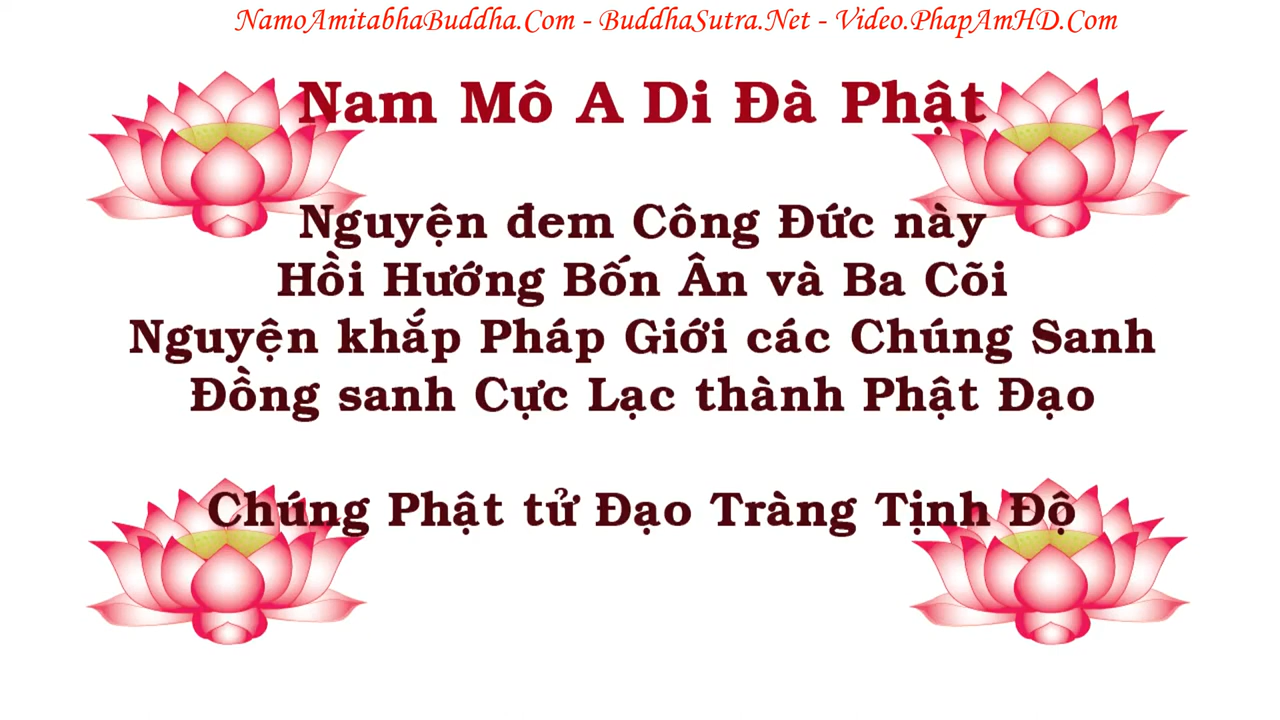 NamoAmitabhaBuddha.Com - BuddhaSutra.Net - Video.PhapAmHD.Com
Nam Mô A Di Đà Phật
Nguyện đem Công Đức này
Hồi Hướng Bốn Ân và Ba Cõi
Nguyện khắp Pháp Giới các Chúng Sanh
Đồng sanh Cực Lạc thành Phật Đạo
Chúng Phật tử Đạo Tràng Tịnh Độ